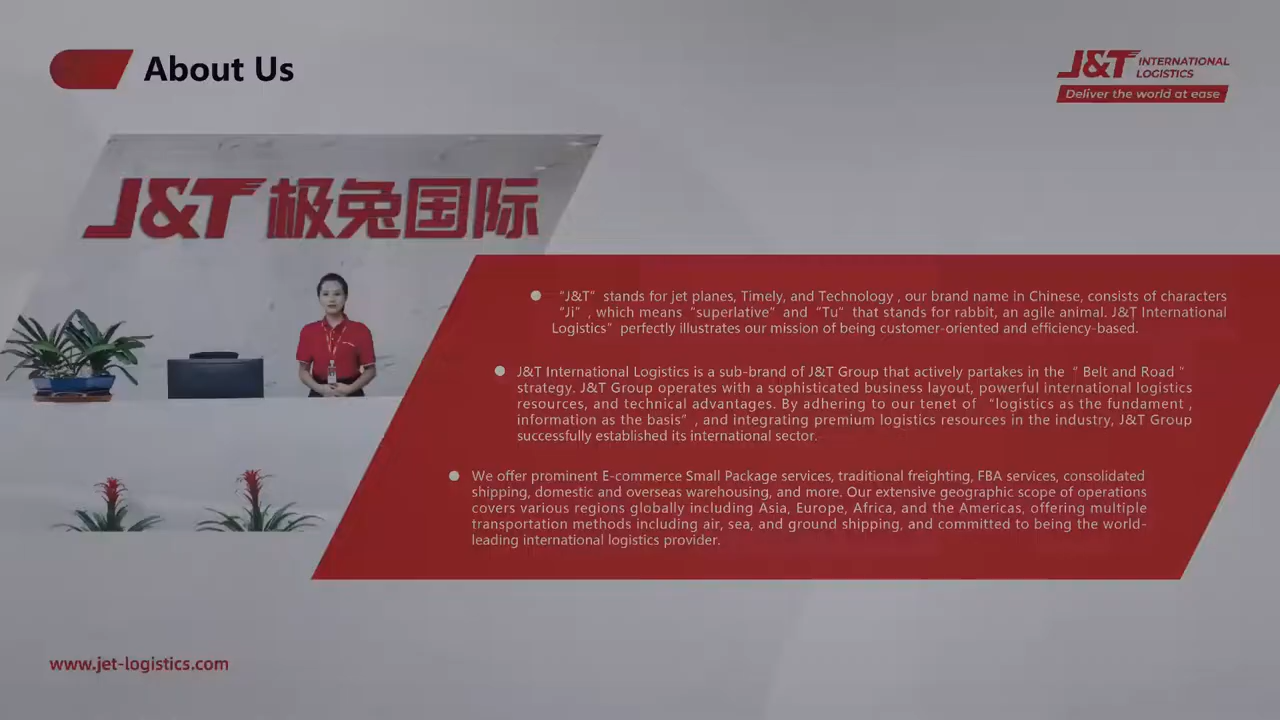 About Us
J&T INTERNATIONAL
LOGISTICS
Deliver the world at ease
J&T 极兔国际
“J&T” stands for jet planes, Timely, and Technology , our brand name in Chinese, consists of characters
“Ji” , which means “superlative” and “Tu” that stands for rabbit, an agile animal. J&T International
Logistics” perfectly illustrates our mission of being customer-oriented and efficiency-based.
J&T International Logistics is a sub-brand of J&T Group that actively partakes in the “ Belt and Road “
strategy. J&T Group operates with a sophisticated business layout, powerful international logistics
resources, and technical advantages. By adhering to our tenet of “logistics as the fundament ,
information as the basis” , and integrating premium logistics resources in the industry, J&T Group
successfully established its international sector.
We offer prominent E-commerce Small Package services, traditional freighting, FBA services, consolidated
shipping, domestic and overseas warehousing, and more. Our extensive geographic scope of operations
covers various regions globally including Asia, Europe, Africa, and the Americas, offering multiple
transportation methods including air, sea, and ground shipping, and committed to being the world-
leading international logistics provider.
www.jet-logistics.com